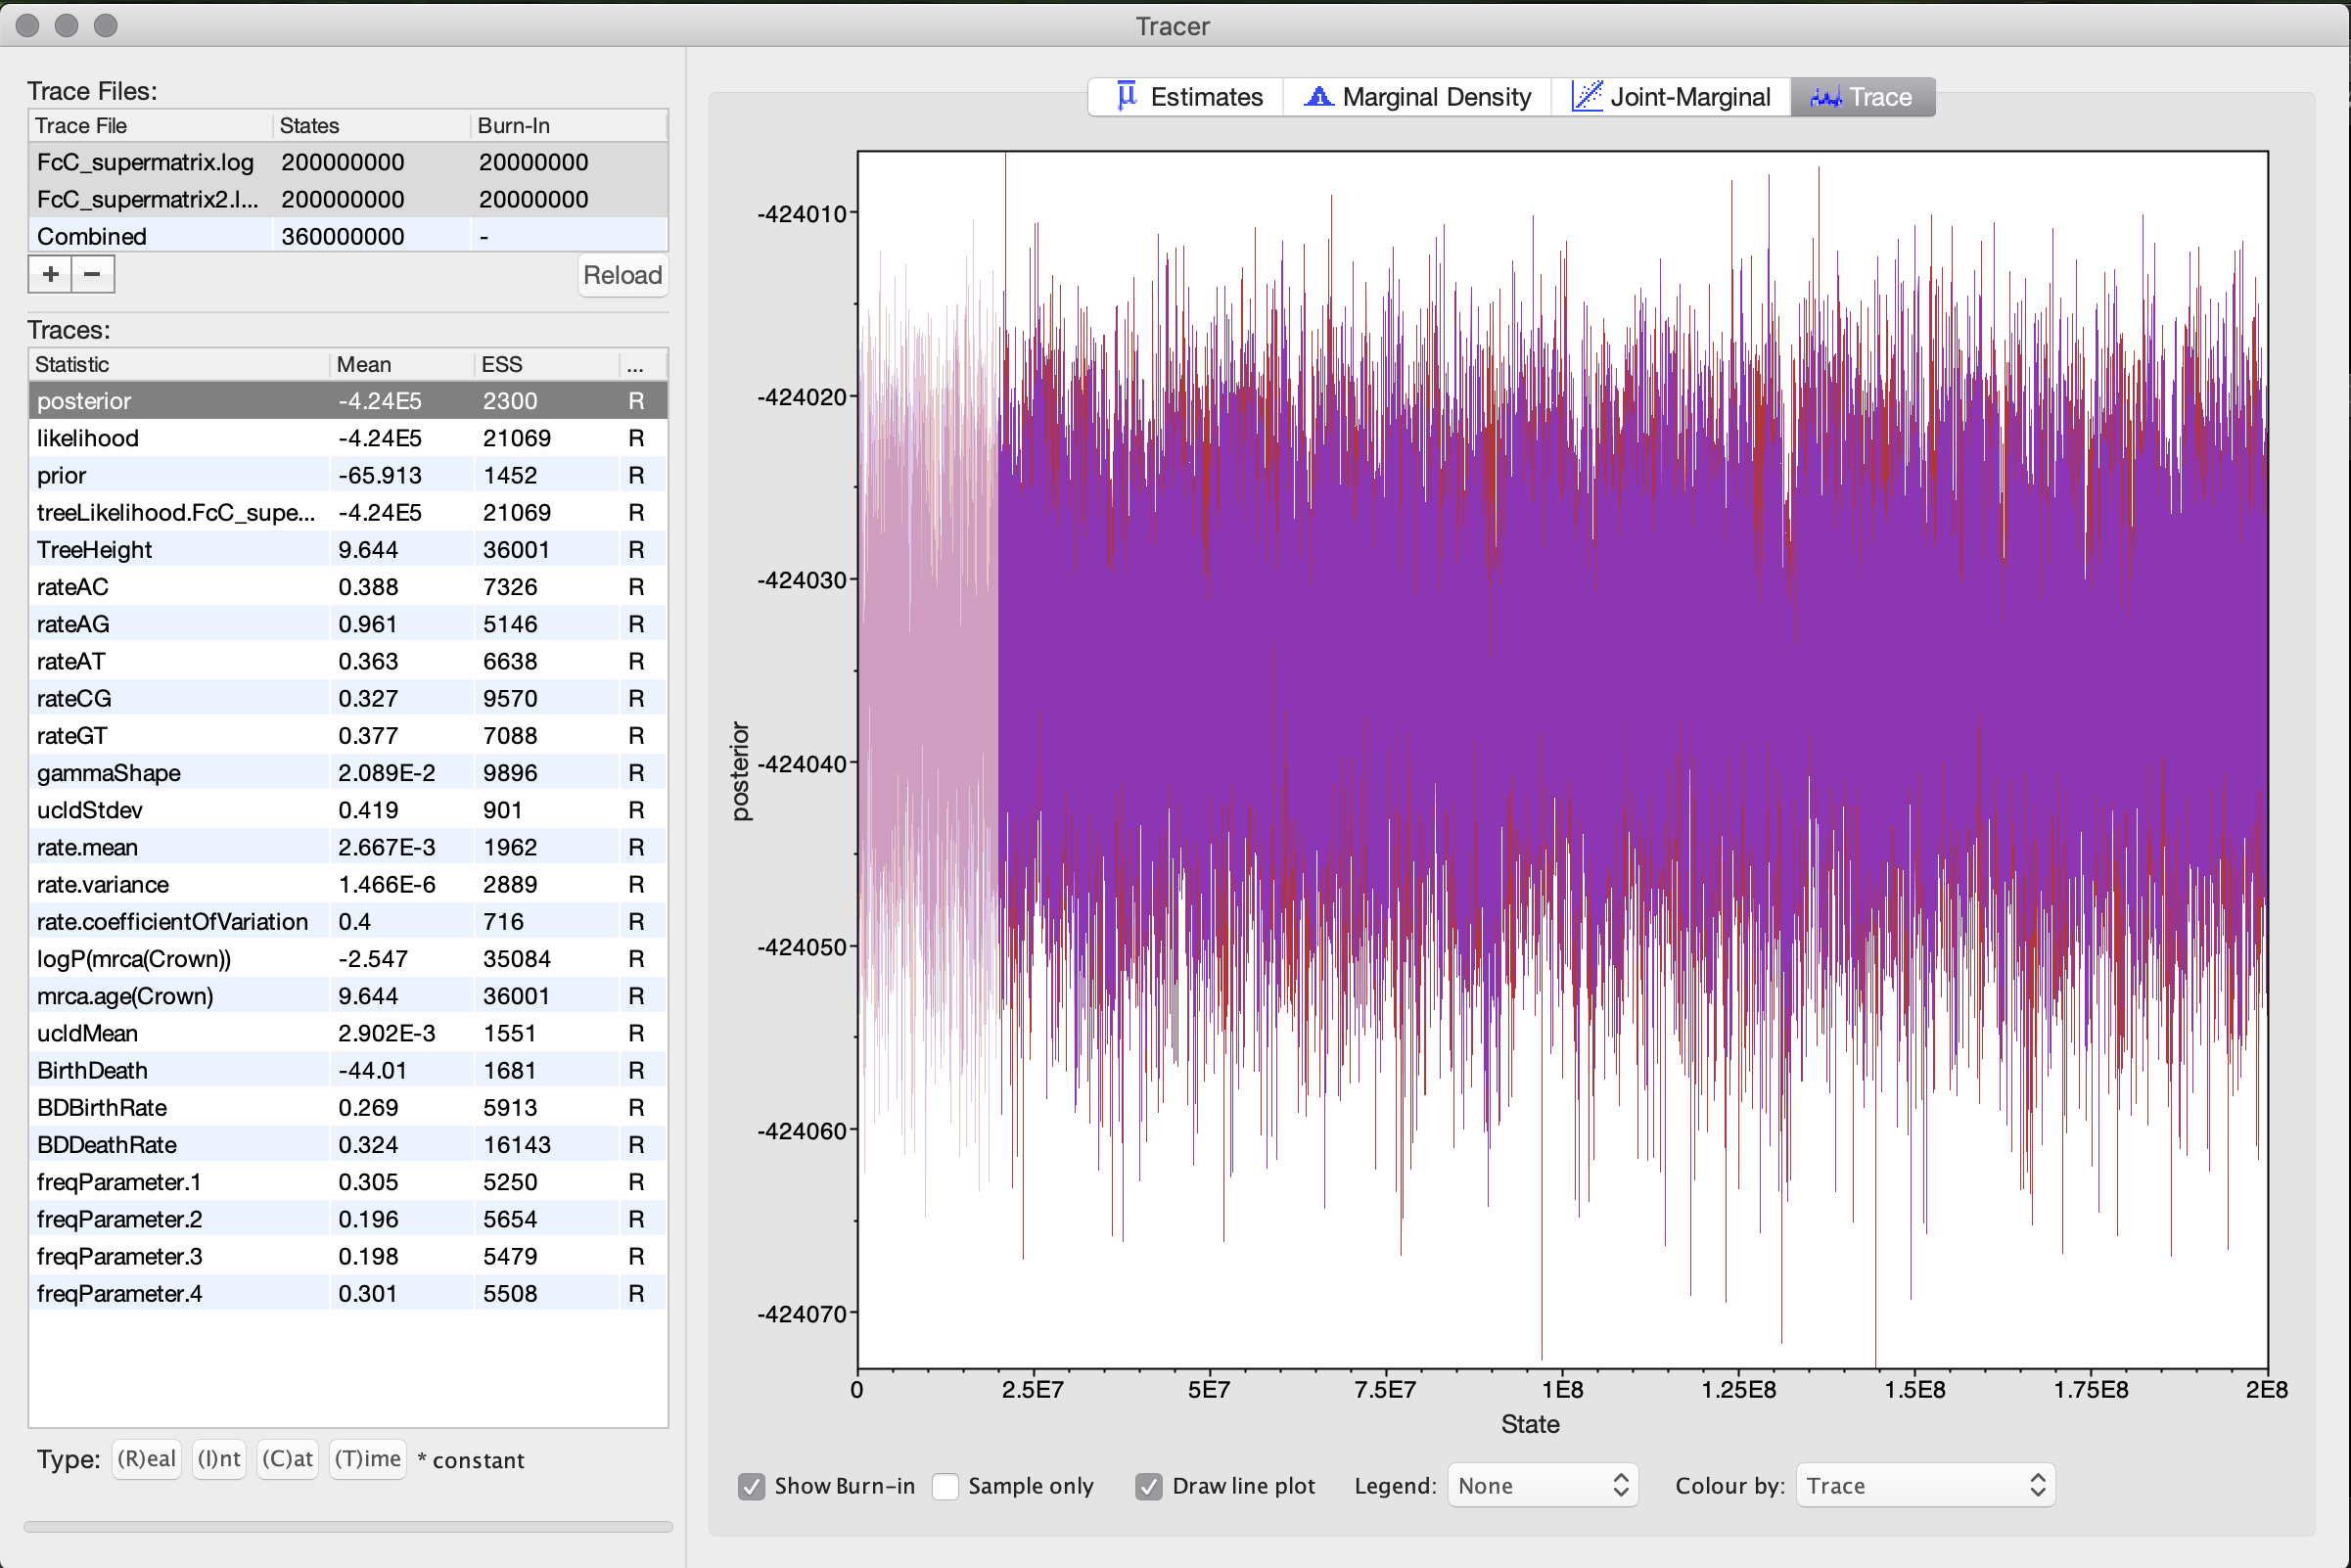 Tracer
Trace Files:
Trace File States Burn-In
FcC_supermatrix.log 200000000 20000000
FcC_supermatrix2.l... 200000000 20000000
Combined 360000000 -
+ −
Reload
Traces:
Statistic Mean ESS ...
posterior -4.24E5 2300 R
likelihood -4.24E5 21069 R
prior -65.913 1452 R
treeLikelihood.FcC_supe... -4.24E5 21069 R
TreeHeight 9.644 36001 R
rateAC 0.388 7326 R
rateAG 0.961 5146 R
rateAT 0.363 6638 R
rateCG 0.327 9570 R
rateGT 0.377 7088 R
gammaShape 2.089E-2 9896 R
ucldStdev 0.419 901 R
rate.mean 2.667E-3 1962 R
rate.variance 1.466E-6 2889 R
rate.coefficientOfVariation 0.4 716 R
logP(mrca(Crown)) -2.547 35084 R
mrca.age(Crown) 9.644 36001 R
ucldMean 2.902E-3 1551 R
BirthDeath -44.01 1681 R
BDBirthRate 0.269 5913 R
BDDeathRate 0.324 16143 R
freqParameter.1 0.305 5250 R
freqParameter.2 0.196 5654 R
freqParameter.3 0.198 5479 R
freqParameter.4 0.301 5508 R
Type: (R)eal (I)nt (C)at (T)ime * constant
Estimates Marginal Density Joint-Marginal Trace
-424010
-424020
-424030
-424040
-424050
-424060
-424070
posterior
0 2.5E7 5E7 7.5E7 1E8 1.25E8 1.5E8 1.75E8 2E8
State
Show Burn-in Sample only Draw line plot Legend: None Colour by: Trace